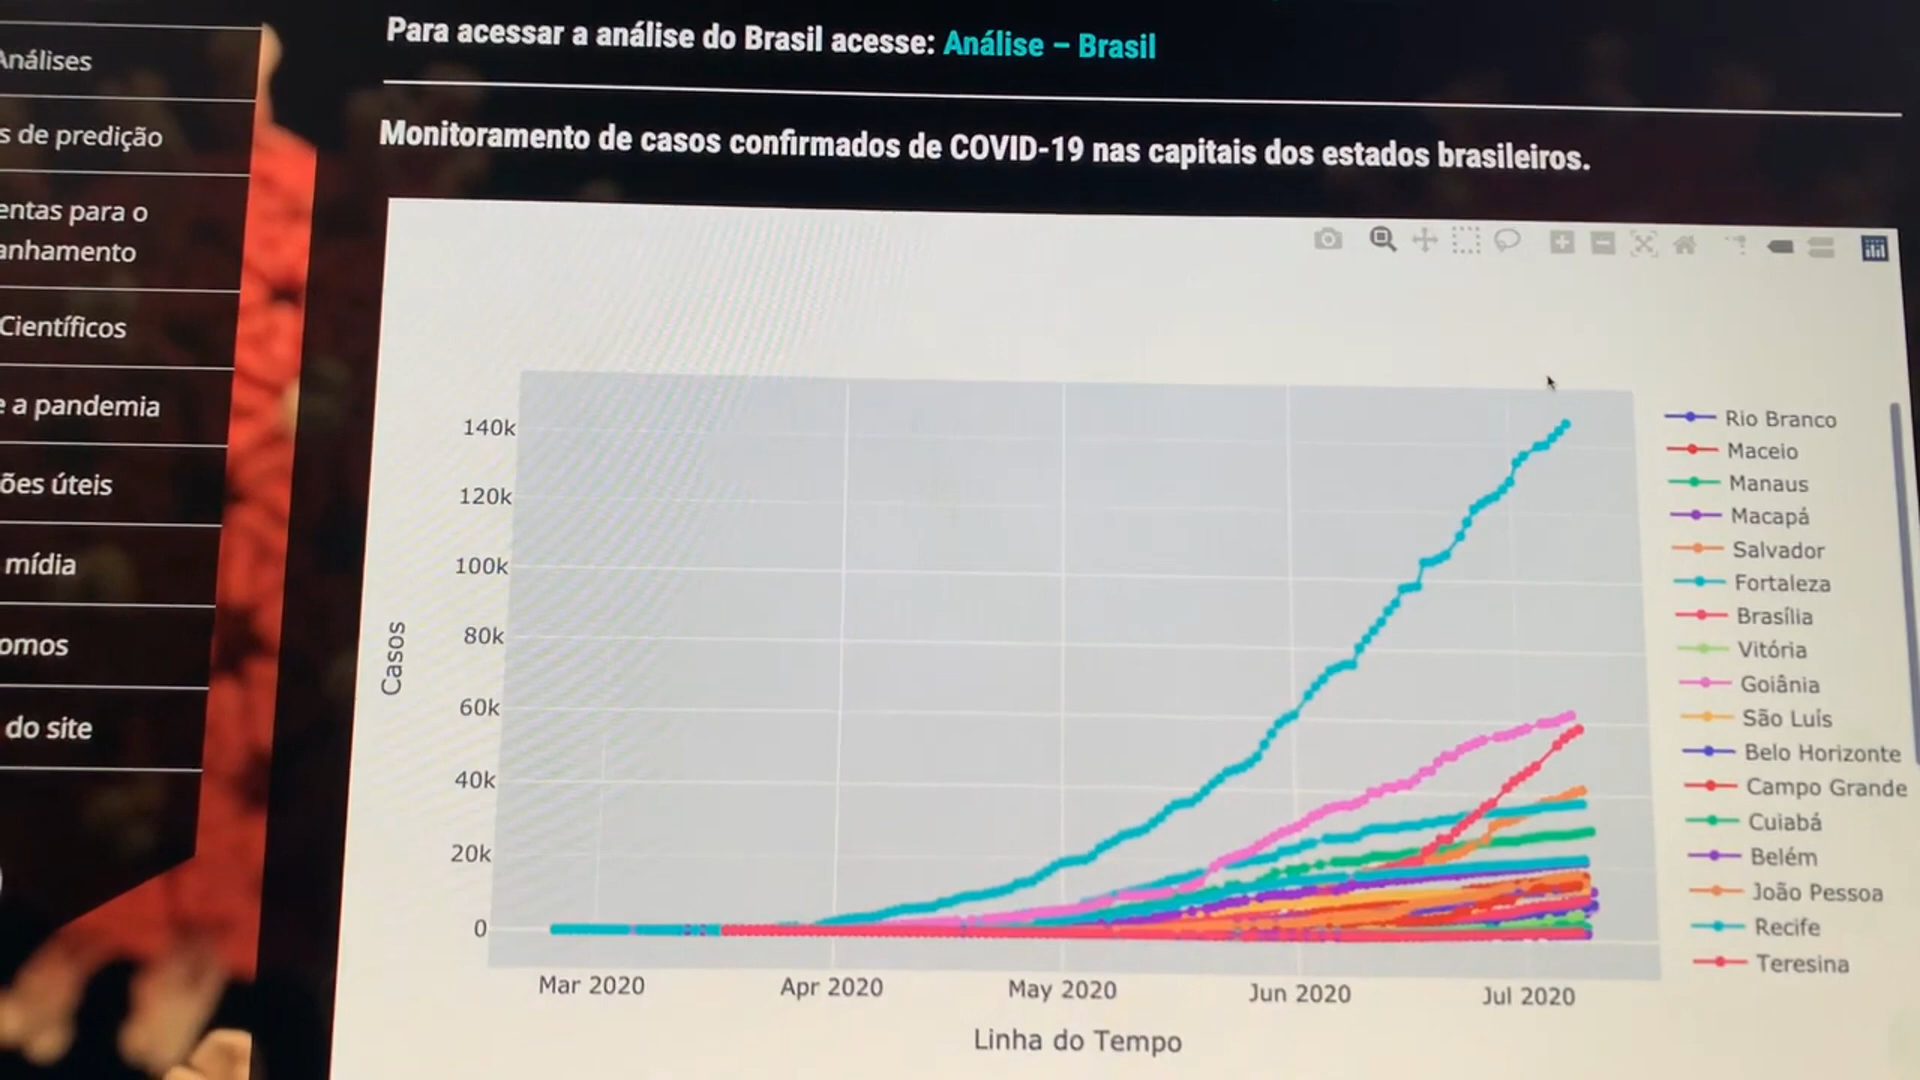 Para acessar a análise do Brasil acesse: Análise – Brasil
Análises
s de predição
entas para o
anhamento
Científicos
e a pandemia
ões úteis
mídia
omos
do site
Monitoramento de casos confirmados de COVID-19 nas capitais dos estados brasileiros.
140k
120k
100k
80k
60k
40k
20k
0
Casos
Mar 2020
Apr 2020
May 2020
Jun 2020
Jul 2020
Linha do Tempo
Rio Branco
Maceio
Manaus
Macapá
Salvador
Fortaleza
Brasília
Vitória
Goiânia
São Luís
Belo Horizonte
Campo Grande
Cuiabá
Belém
João Pessoa
Recife
Teresina